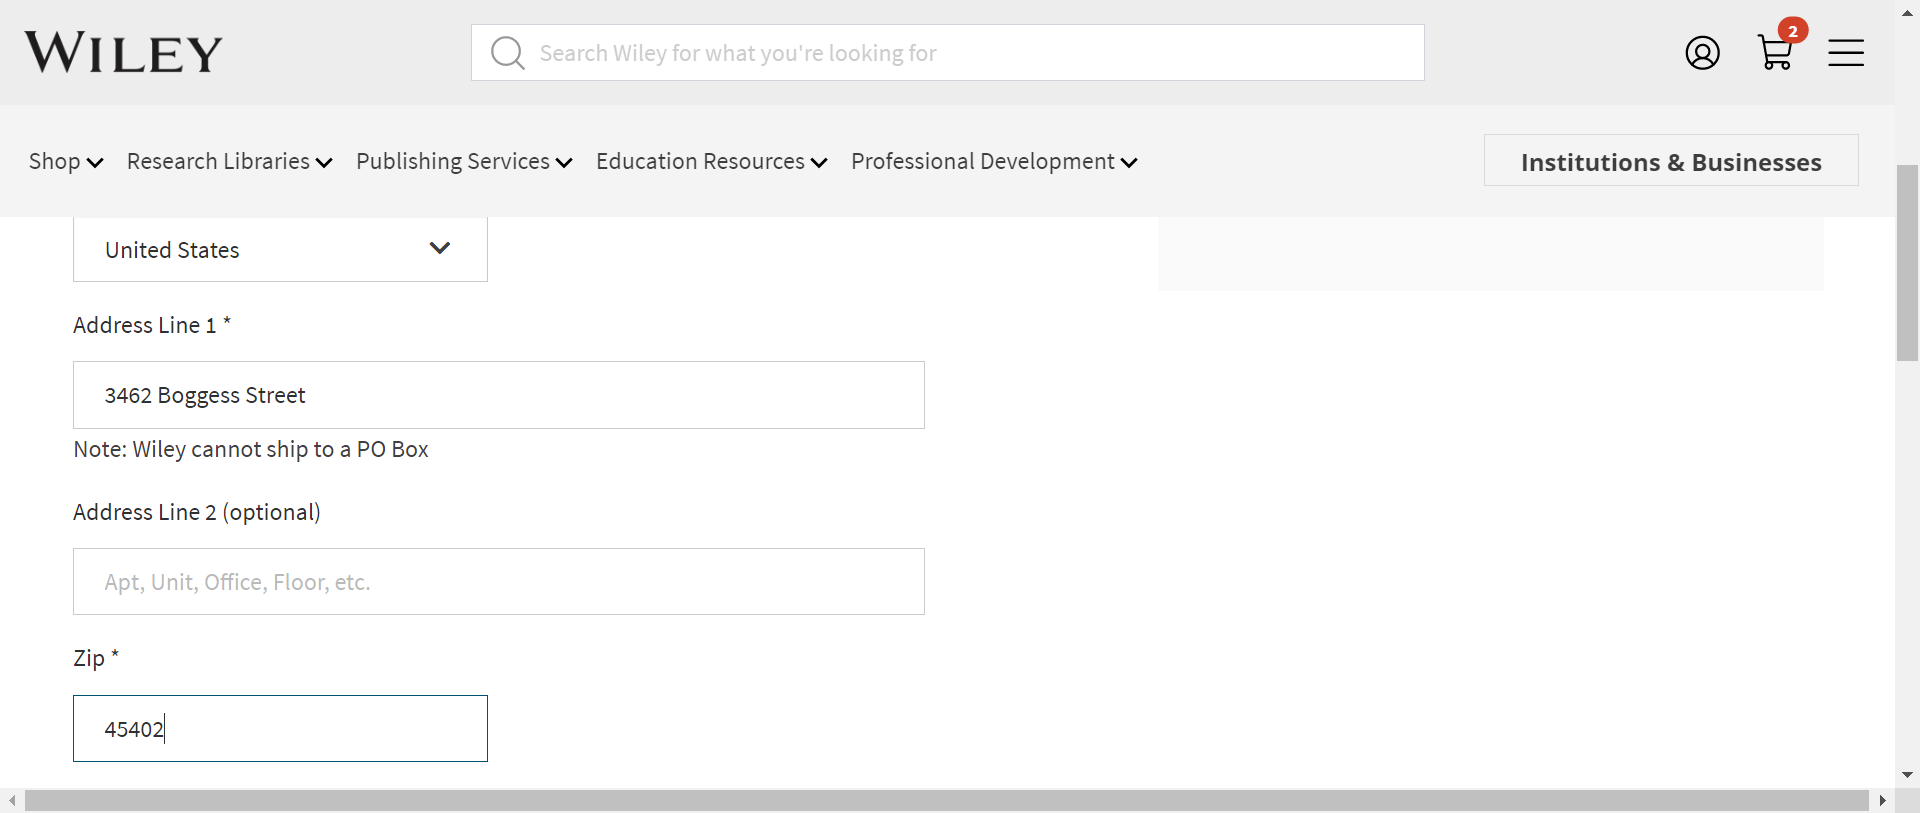 WILEY
Search Wiley for what you're looking for
2
Shop
Research Libraries
Publishing Services
Education Resources
Professional Development
Institutions & Businesses
United States
Address Line 1 *
3462 Boggess Street
Note: Wiley cannot ship to a PO Box
Address Line 2 (optional)
Apt, Unit, Office, Floor, etc.
Zip *
45402